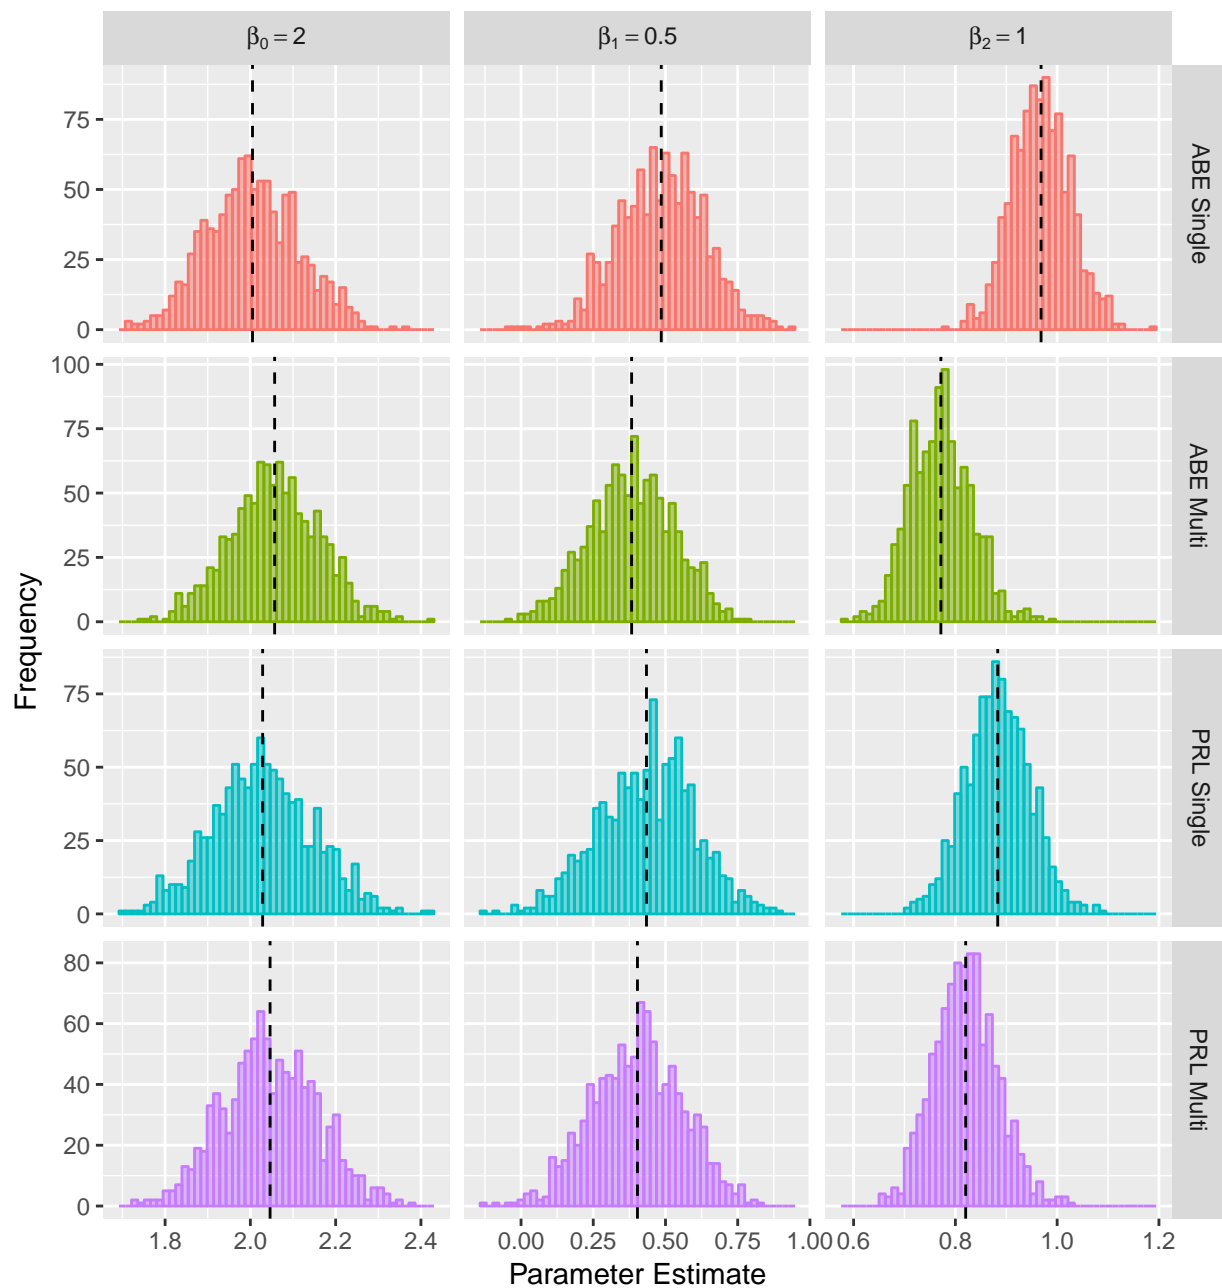 β0 = 2
β1 = 0.5
β2 = 1
75
50
25
0
ABE Single
100
75
50
25
0
ABE Multi
75
50
25
0
PRL Single
80
60
40
20
0
PRL Multi
Frequency
1.8 2.0 2.2 2.4
0.00 0.25 0.50 0.75 1.00
0.6 0.8 1.0 1.2
Parameter Estimate